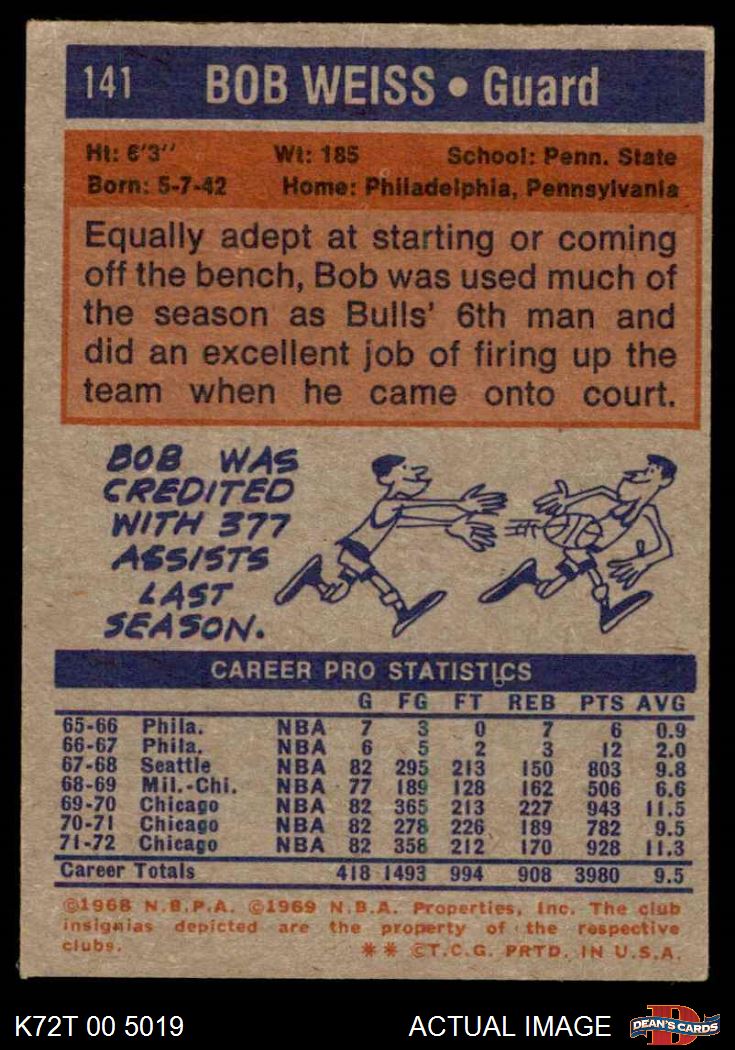 141 BOB WEISS • Guard
Ht: 6'3'' Wt: 185 School: Penn. State
Born: 5-7-42 Home: Philadelphia, Pennsylvania
Equally adept at starting or coming
off the bench, Bob was used much of
the season as Bulls' 6th man and
did an excellent job of firing up the
team when he came onto court.
BOB WAS
CREDITED
WITH 377
ASSISTS
LAST
SEASON.
CAREER PRO STATISTICS
G FG FT REB PTS AVG
65-66 Phila. NBA 7 3 0 7 6 0.9
66-67 Phila. NBA 6 5 2 3 12 2.0
67-68 Seattle NBA 82 295 213 150 803 9.8
68-69 Mil.-Chi. NBA 77 189 128 162 506 6.6
69-70 Chicago NBA 82 365 213 227 943 11.5
70-71 Chicago NBA 82 278 226 189 782 9.5
71-72 Chicago NBA 82 358 212 170 928 11.3
Career Totals 418 1493 994 908 3980 9.5
©1968 N.B.P.A. ©1969 N.B.A. Properties, Inc. The club
insignias depicted are the property of the respective
clubs. ** ©T.C.G. PRTD. IN U.S.A.
K72T 00 5019 ACTUAL IMAGE D DEAN'S CARDS